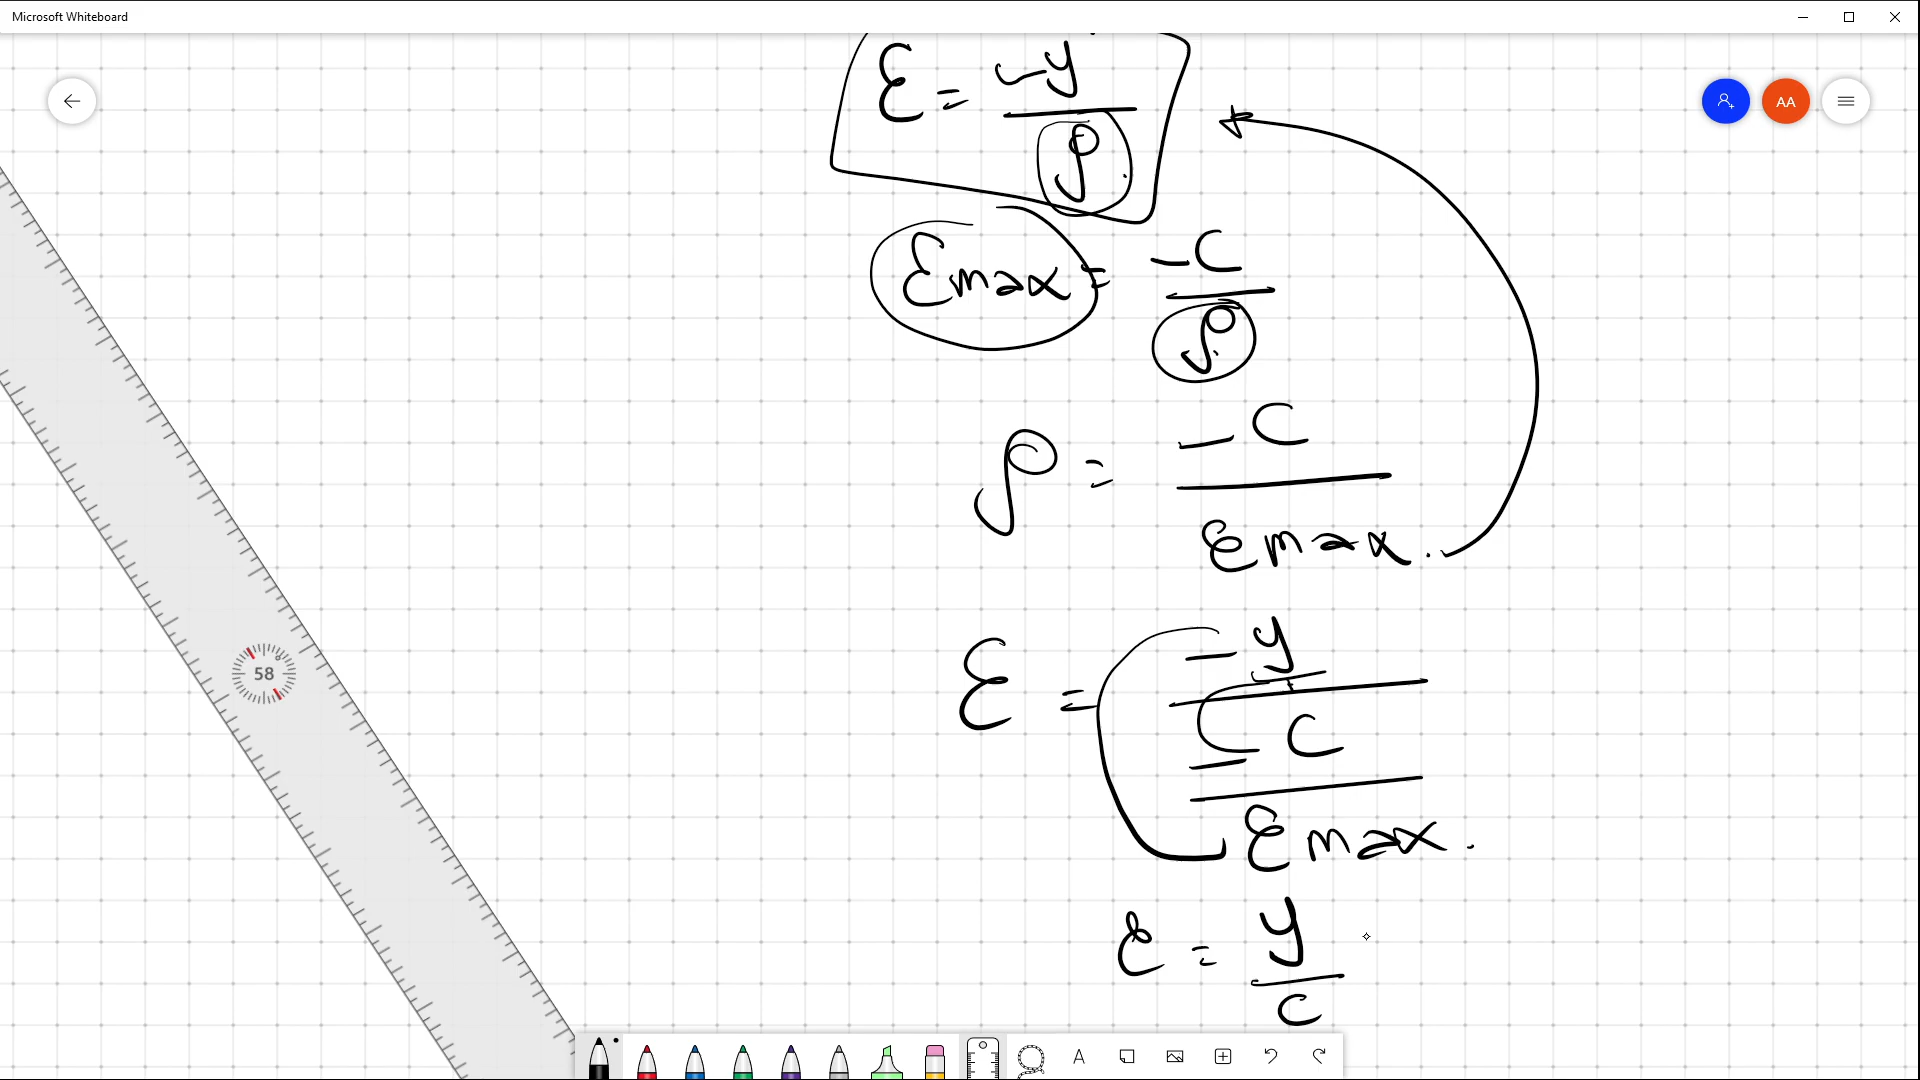 Microsoft Whiteboard
AA
ε = -y / ρ
εmax = -c / ρ
ρ = -c / εmax.
ε = -y / -c / εmax.
ε = y / c
58
A